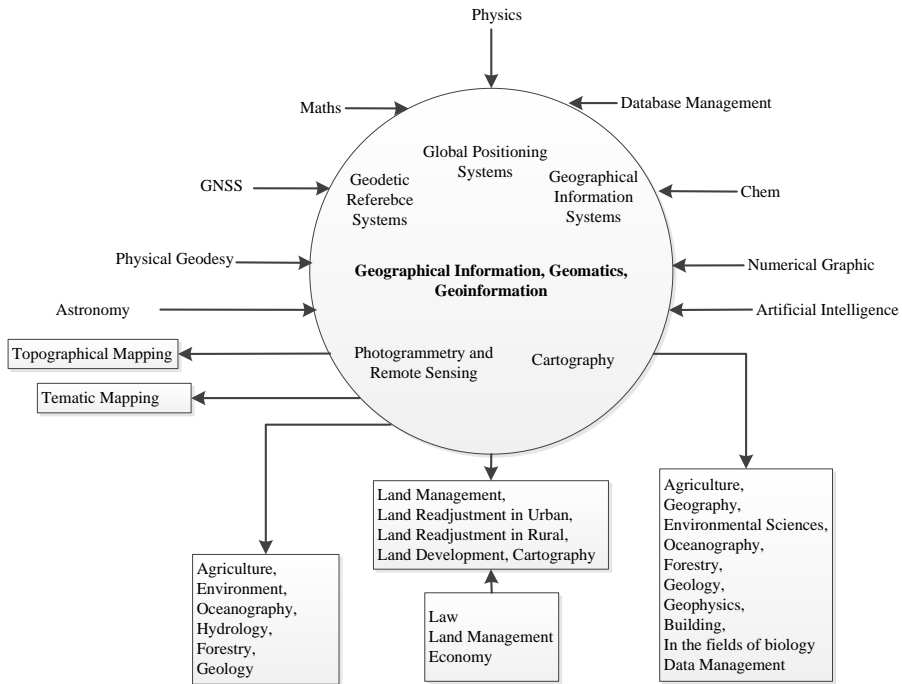 Physics
Maths
Database Management
Global Positioning
Systems
GNSS
Geodetic
Referebce
Systems
Geographical
Information
Systems
Chem
Physical Geodesy
Geographical Information, Geomatics,
Geoinformation
Numerical Graphic
Astronomy
Artificial Intelligence
Topographical Mapping
Photogrammetry and
Remote Sensing
Cartography
Tematic Mapping
Agriculture,
Environment,
Oceanography,
Hydrology,
Forestry,
Geology
Land Management,
Land Readjustment in Urban,
Land Readjustment in Rural,
Land Development, Cartography
Law
Land Management
Economy
Agriculture,
Geography,
Environmental Sciences,
Oceanography,
Forestry,
Geology,
Geophysics,
Building,
In the fields of biology
Data Management